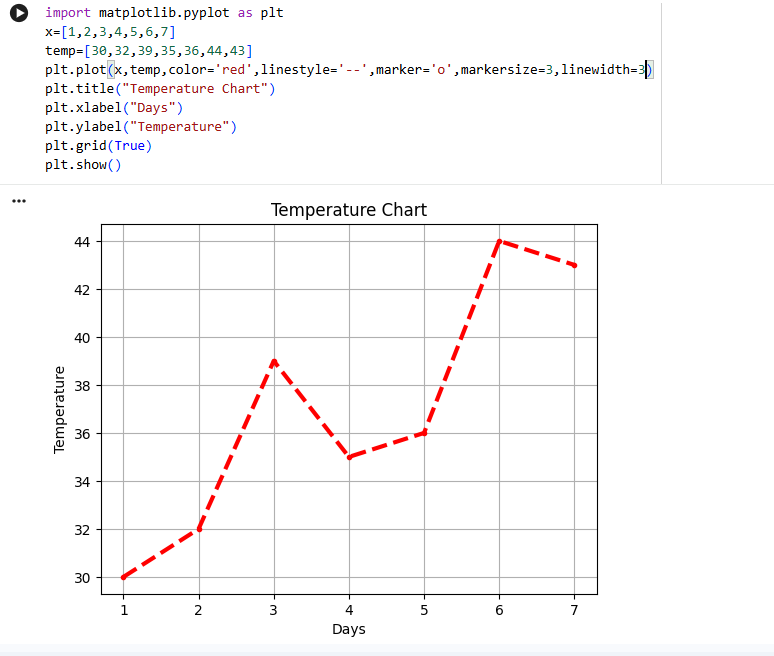 import matplotlib.pyplot as plt
x=[1,2,3,4,5,6,7]
temp=[30,32,39,35,36,44,43]
plt.plot(x,temp,color='red',linestyle='--',marker='o',markersize=3,linewidth=3)
plt.title("Temperature Chart")
plt.xlabel("Days")
plt.ylabel("Temperature")
plt.grid(True)
plt.show()
Temperature Chart
44
42
40
38
36
34
32
30
Temperature
1 2 3 4 5 6 7
Days